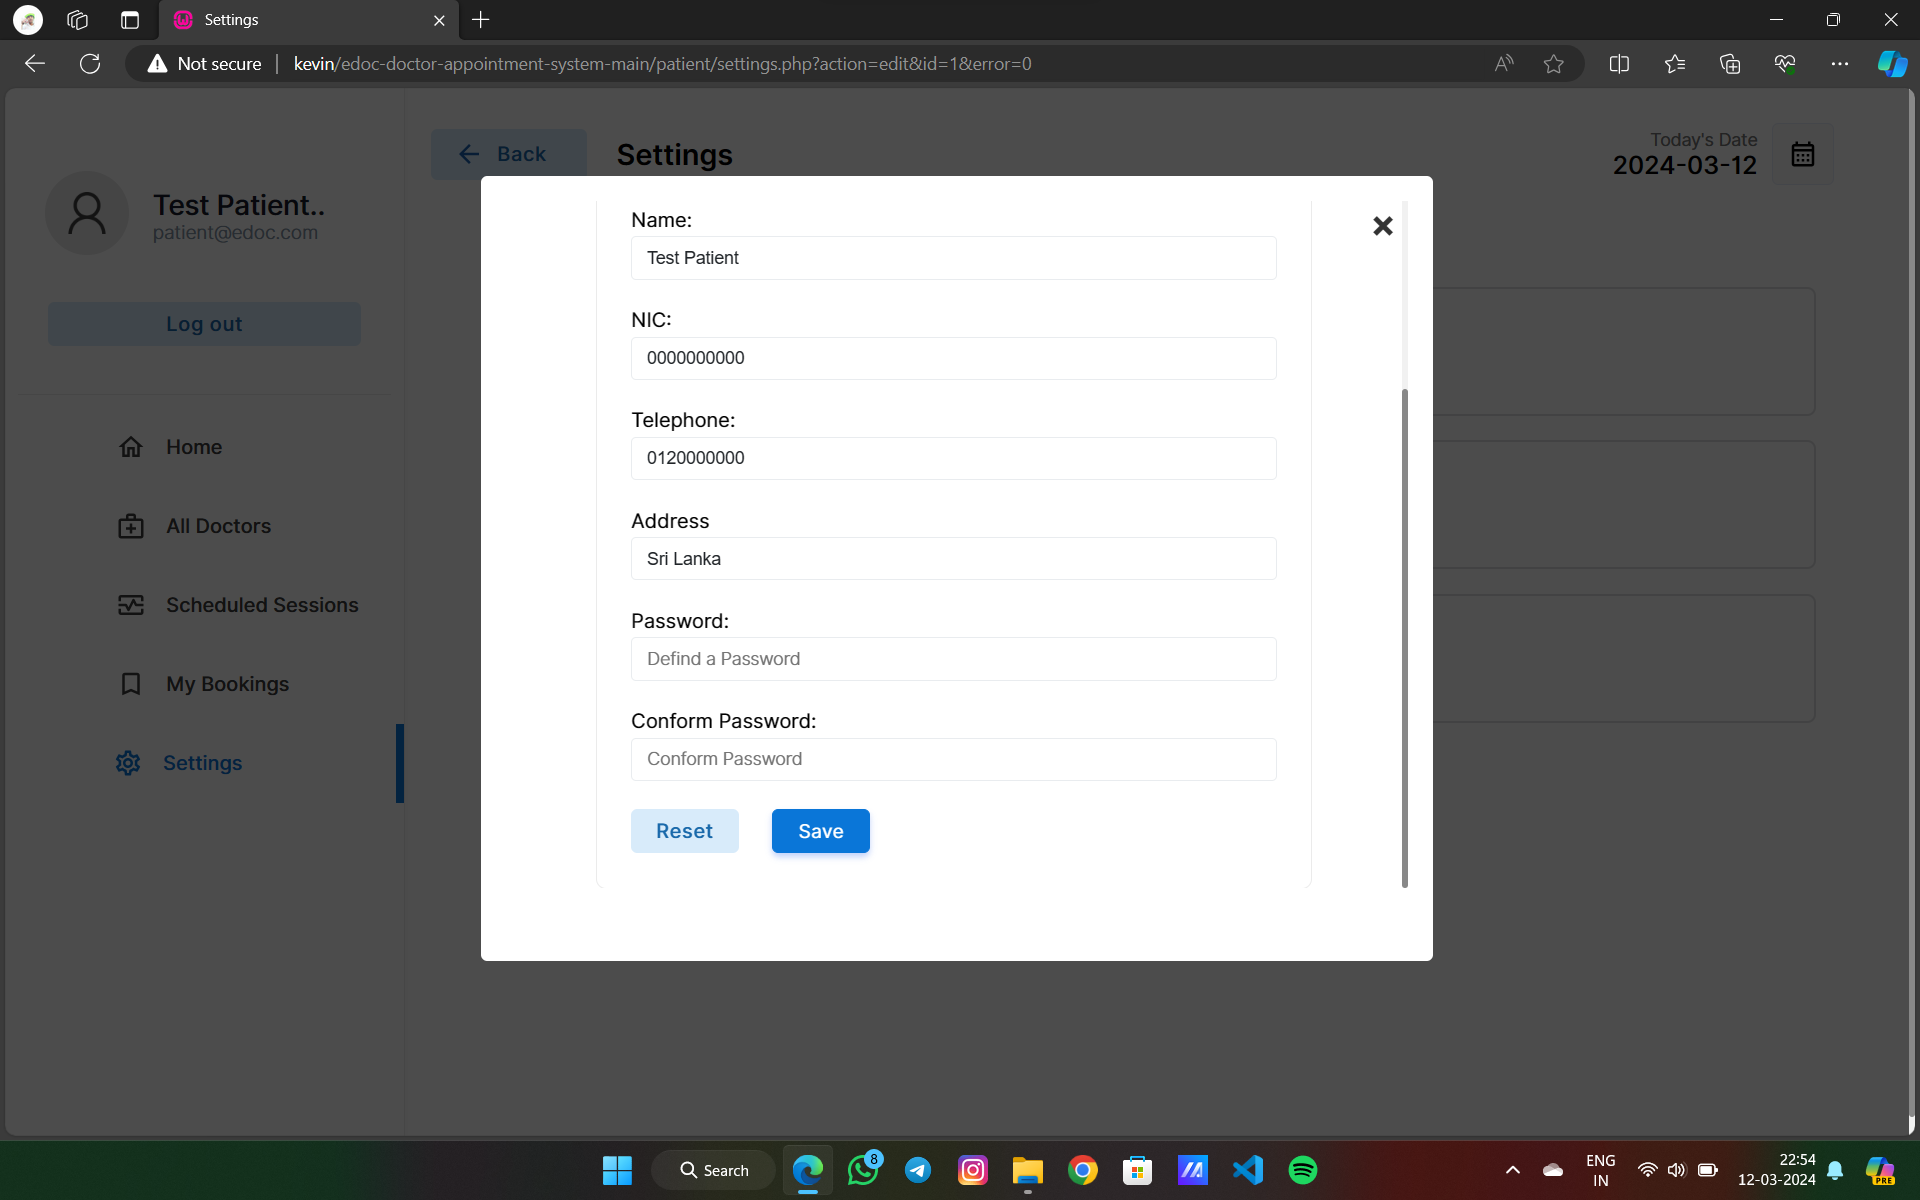 Settings
Not secure
kevin/edoc-doctor-appointment-system-main/patient/settings.php?action=edit&id=1&error=0
Test Patient..
patient@edoc.com
Log out
Home
All Doctors
Scheduled Sessions
My Bookings
Settings
Back
Settings
Today's Date
2024-03-12
Name:
Test Patient
NIC:
0000000000
Telephone:
0120000000
Address
Sri Lanka
Password:
Defind a Password
Conform Password:
Conform Password
Reset
Save
Search
8
ENG
IN
22:54
12-03-2024
PRE